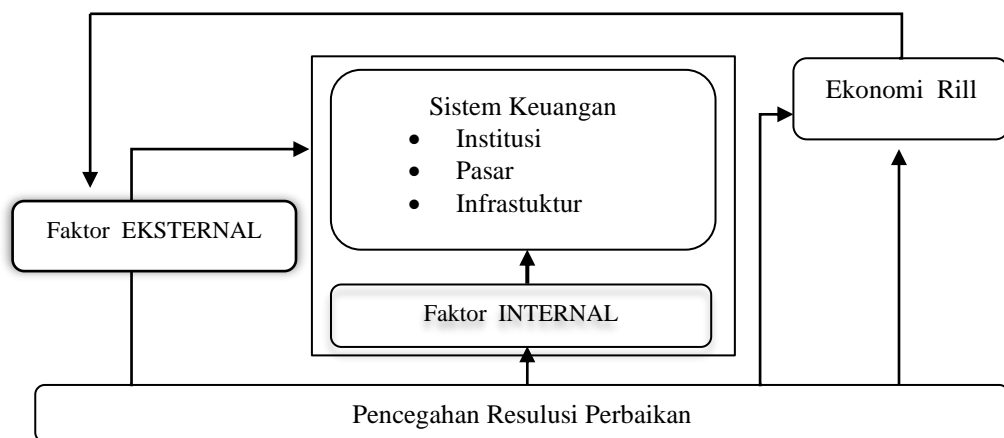 Sistem Keuangan
• Institusi
• Pasar
• Infrastuktur
Ekonomi Rill
Faktor EKSTERNAL
Faktor INTERNAL
Pencegahan Resulusi Perbaikan